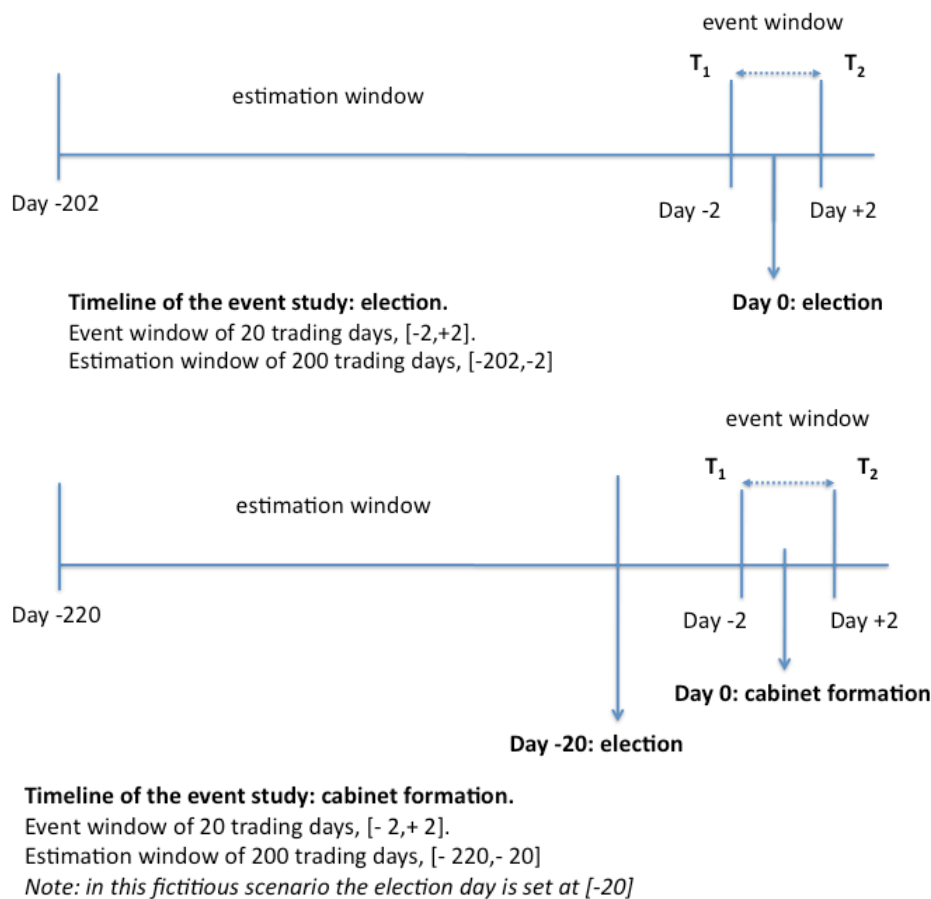 event window
T1 T2
estimation window
Day -202
Day -2
Day +2
Timeline of the event study: election.
Event window of 20 trading days, [-2,+2].
Estimation window of 200 trading days, [-202,-2]
Day 0: election
event window
T1 T2
estimation window
Day -220
Day -2
Day +2
Day 0: cabinet formation
Day -20: election
Timeline of the event study: cabinet formation.
Event window of 20 trading days, [- 2,+ 2].
Estimation window of 200 trading days, [- 220,- 20]
Note: in this fictitious scenario the election day is set at [-20]